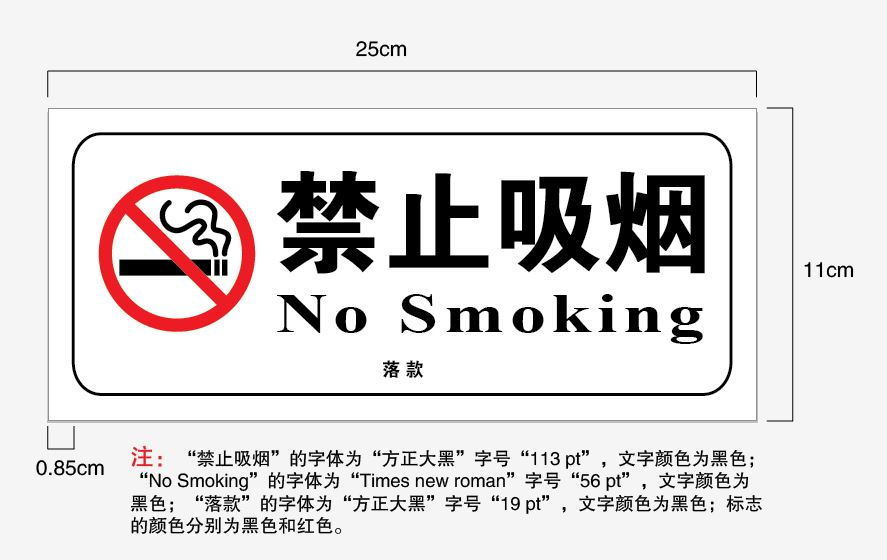 25cm
禁止吸烟
No Smoking
落款
11cm
0.85cm
注：“禁止吸烟”的字体为“方正大黑”字号“113 pt”，文字颜色为黑色；
“No Smoking”的字体为“Times new roman”字号“56 pt”，文字颜色为
黑色；“落款”的字体为“方正大黑”字号“19 pt”，文字颜色为黑色；标志
的颜色分别为黑色和红色。